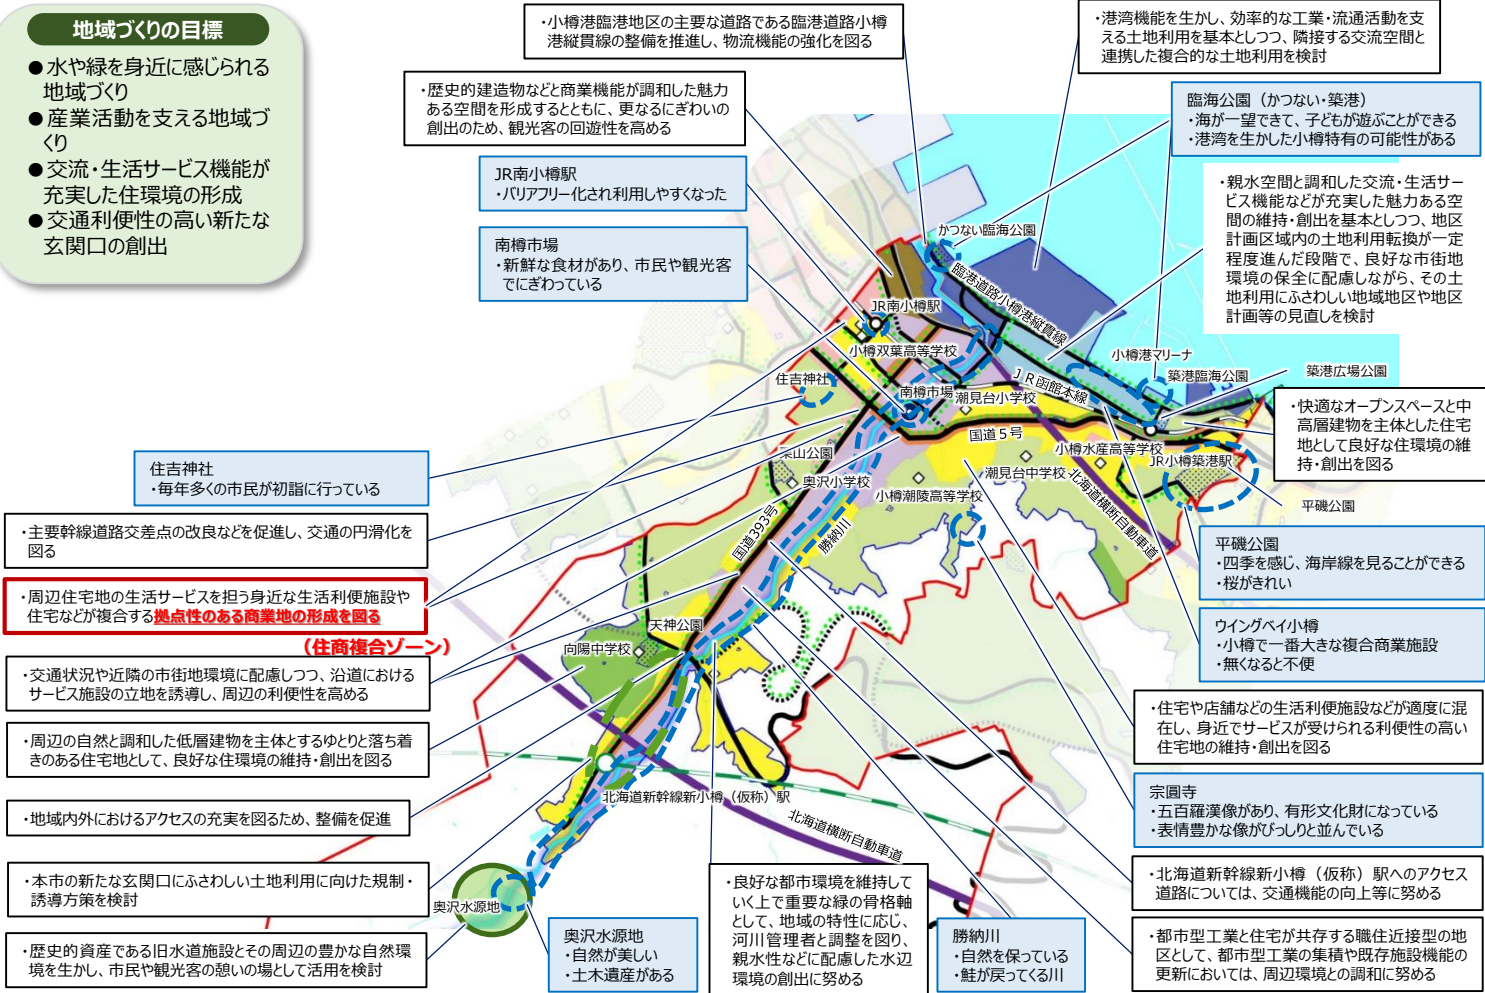 地域づくりの目標
●水や緑を身近に感じられる
地域づくり
●産業活動を支える地域づ
くり
●交流・生活サービス機能が
充実した住環境の形成
●交通利便性の高い新たな
玄関口の創出
・小樽港臨港地区の主要な道路である臨港道路小樽
港縦貫線の整備を推進し、物流機能の強化を図る
・港湾機能を生かし、効率的な工業・流通活動を支
える土地利用を基本としつつ、隣接する交流空間と
連携した複合的な土地利用を検討
・歴史的建造物などと商業機能が調和した魅力
ある空間を形成するとともに、更なるにぎわいの
創出のため、観光客の回遊性を高める
臨海公園（かつない・築港）
・海が一望できて、子どもが遊ぶことができる
・港湾を生かした小樽特有の可能性がある
JR南小樽駅
・バリアフリー化され利用しやすくなった
南樽市場
・新鮮な食材があり、市民や観光客
でにぎわっている
・親水空間と調和した交流・生活サー
ビス機能などが充実した魅力ある空
間の維持・創出を基本としつつ、地区
計画区域内の土地利用転換が一定
程度進んだ段階で、良好な市街地
環境の保全に配慮しながら、その土
地利用にふさわしい地域地区や地区
計画等の見直しを検討
かつない臨海公園
臨港道路小樽港縦貫線
JR南小樽駅
小樽双葉高等学校
小樽港マリーナ
築港臨海公園
築港広場公園
JR函館本線
住吉神社
南樽市場
潮見台小学校
国道5号
・快適なオープンスペースと中
高層建物を主体とした住宅
地として良好な住環境の維
持・創出を図る
小樽水産高等学校
JR小樽築港駅
潮見台中学校
奥沢小学校
小樽潮陵高等学校
北海道横断自動車道
平磯公園
国道393号
勝納川
住吉神社
・毎年多くの市民が初詣に行っている
・主要幹線道路交差点の改良などを促進し、交通の円滑化を
図る
・周辺住宅地の生活サービスを担う身近な生活利便施設や
住宅などが複合する拠点性のある商業地の形成を図る
（住商複合ゾーン）
平磯公園
・四季を感じ、海岸線を見ることができる
・桜がきれい
ウイングベイ小樽
・小樽で一番大きな複合商業施設
・無くなると不便
天神公園
向陽中学校
・交通状況や近隣の市街地環境に配慮しつつ、沿道における
サービス施設の立地を誘導し、周辺の利便性を高める
・周辺の自然と調和した低層建物を主体とするゆとりと落ち着
きのある住宅地として、良好な住環境の維持・創出を図る
・住宅や店舗などの生活利便施設などが適度に混
在し、身近でサービスが受けられる利便性の高い
住宅地の維持・創出を図る
宗圓寺
・五百羅漢像があり、有形文化財になっている
・表情豊かな像がびっしりと並んでいる
北海道新幹線新小樽（仮称）駅
北海道横断自動車道
・地域内外におけるアクセスの充実を図るため、整備を促進
・本市の新たな玄関口にふさわしい土地利用に向けた規制・
誘導方策を検討
・北海道新幹線新小樽（仮称）駅へのアクセス
道路については、交通機能の向上等に努める
奥沢水源地
・歴史的資産である旧水道施設とその周辺の豊かな自然環
境を生かし、市民や観光客の憩いの場として活用を検討
奥沢水源地
・自然が美しい
・土木遺産がある
・良好な都市環境を維持して
いく上で重要な緑の骨格軸
として、地域の特性に応じ、
河川管理者と調整を図り、
親水性などに配慮した水辺
環境の創出に努める
勝納川
・自然を保っている
・鮭が戻ってくる川
・都市型工業と住宅が共存する職住近接型の地
区として、都市型工業の集積や既存施設機能の
更新においては、周辺環境との調和に努める